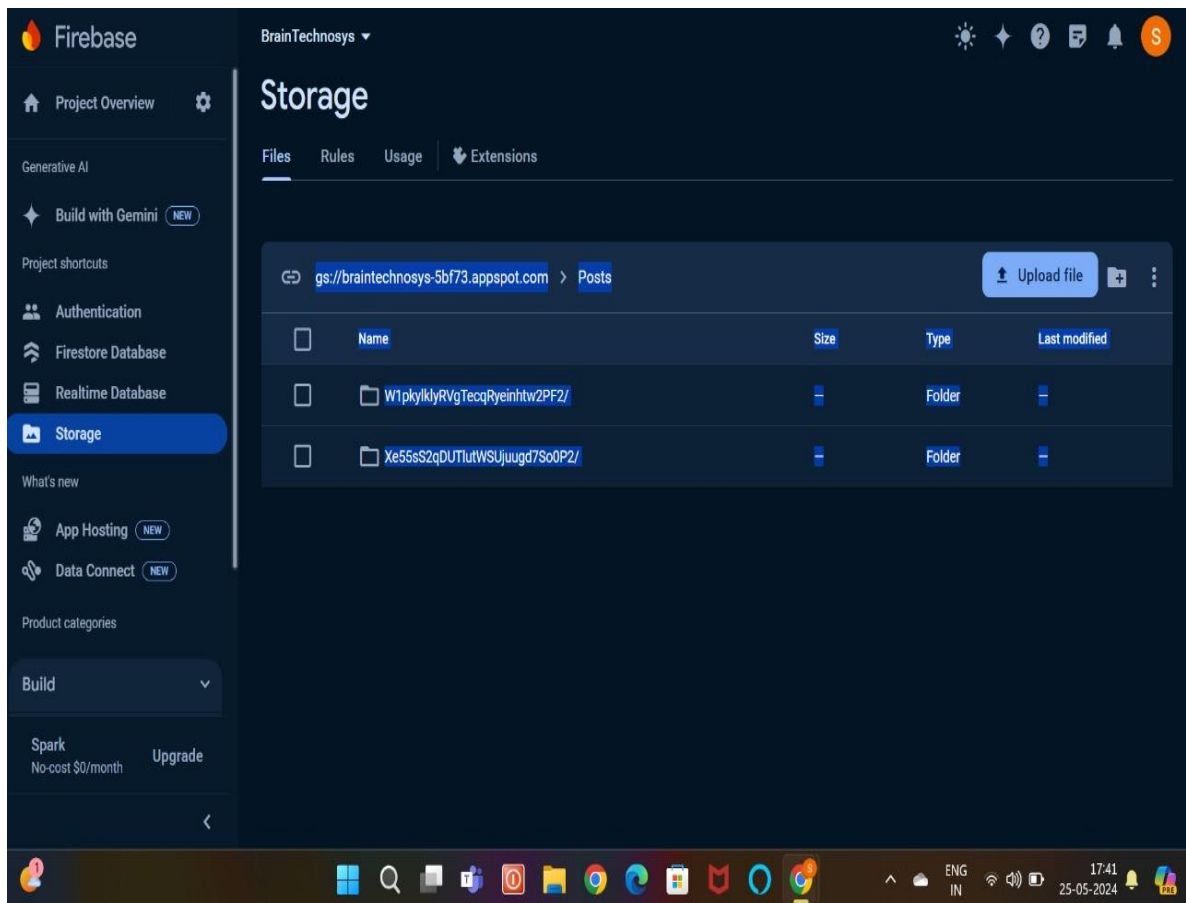 Firebase
BrainTechnosys
S
Project Overview
Storage
Files Rules Usage Extensions
Generative AI
Build with Gemini NEW
Project shortcuts
gs://braintechnosys-5bf73.appspot.com > Posts
Upload file
Authentication
Name Size Type Last modified
Firestore Database
Realtime Database
W1pkylklyRVgTecqRyeinhtw2PF2/ – Folder –
Storage
Xe55sS2qDUTlutWSUjuugd7So0P2/ – Folder –
What's new
App Hosting NEW
Data Connect NEW
Product categories
Build
Spark
No-cost $0/month
Upgrade
1
ENG
IN
17:41
25-05-2024
PRE